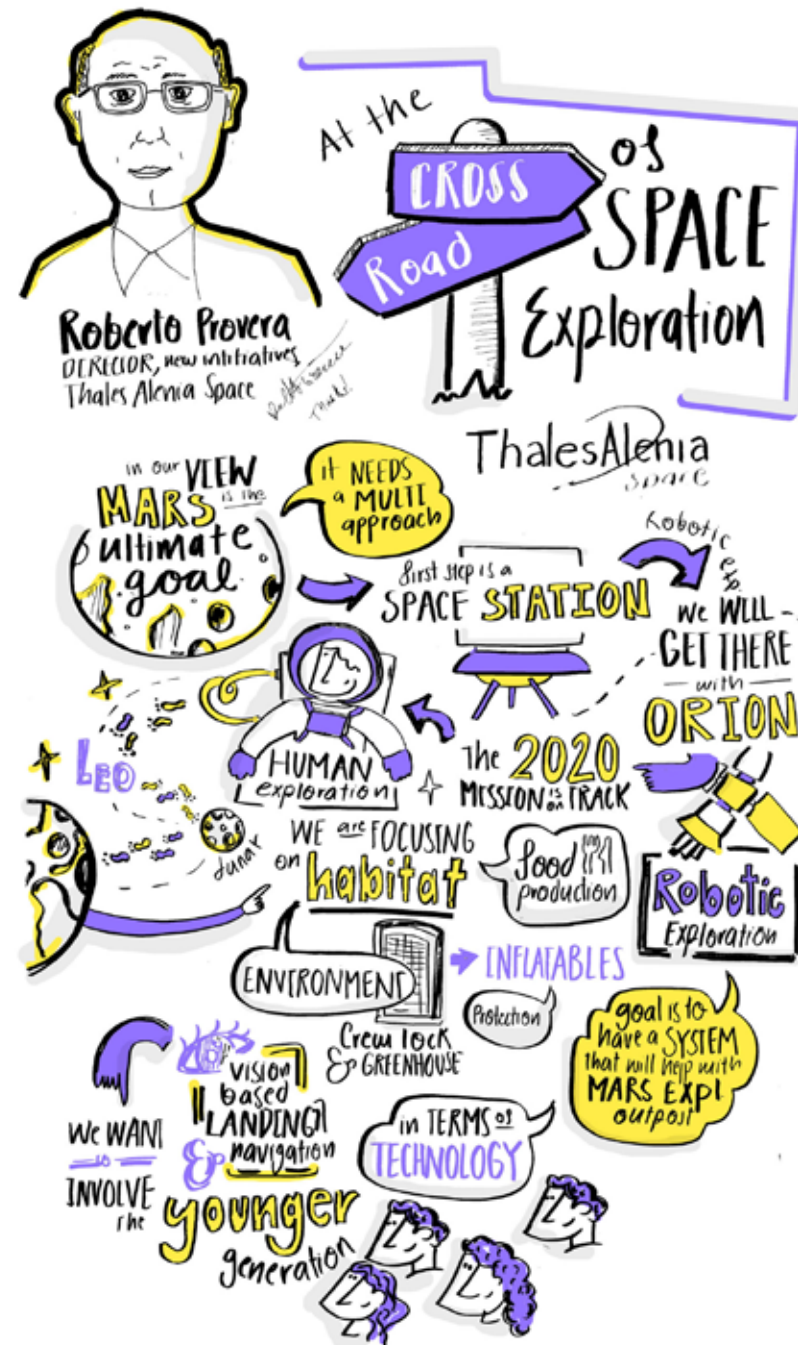 At the
CROSS
Road
of
SPACE
Exploration
Roberto Provera
DIRECTOR, new intitiatives
Thales Alenia Space
ThalesAlenia
Space
in our VIEW
MARS is the
ultimate
goal
it NEEDS
a MULTI
approach
first step is a
SPACE STATION
Robotic exp.
We WILL
GET THERE
with
ORION
The 2020
MISSION is on TRACK
HUMAN
exploration
LEO
lunar
WE are FOCUSING
on habitat
food
production
Robotic
Exploration
ENVIRONMENT
INFLATABLES
Protection
Crew lock
& GREENHOUSE
goal is to
have a SYSTEM
that will help with
MARS EXPL.
outpost
vision
based
LANDING
& navigation
in TERMS of
TECHNOLOGY
We WANT
to
INVOLVE
the younger
generation